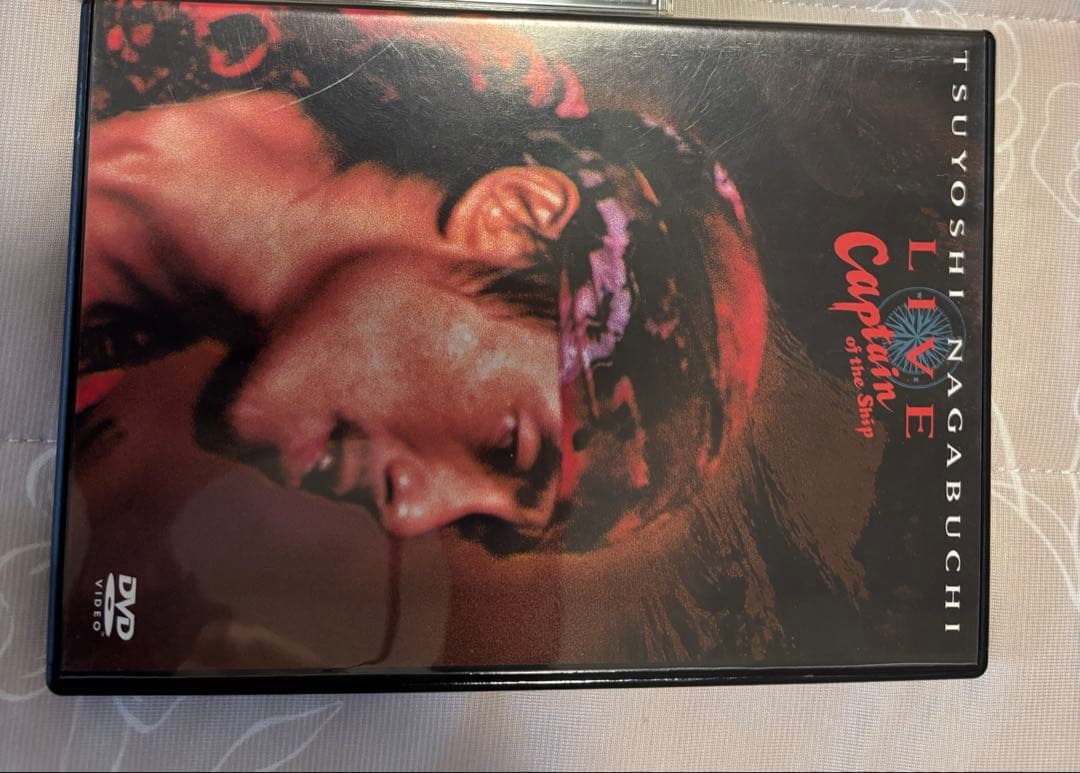 TSUYOSHI NAGABUCHI
LIVE
Captain
of the Ship
DVD
VIDEO